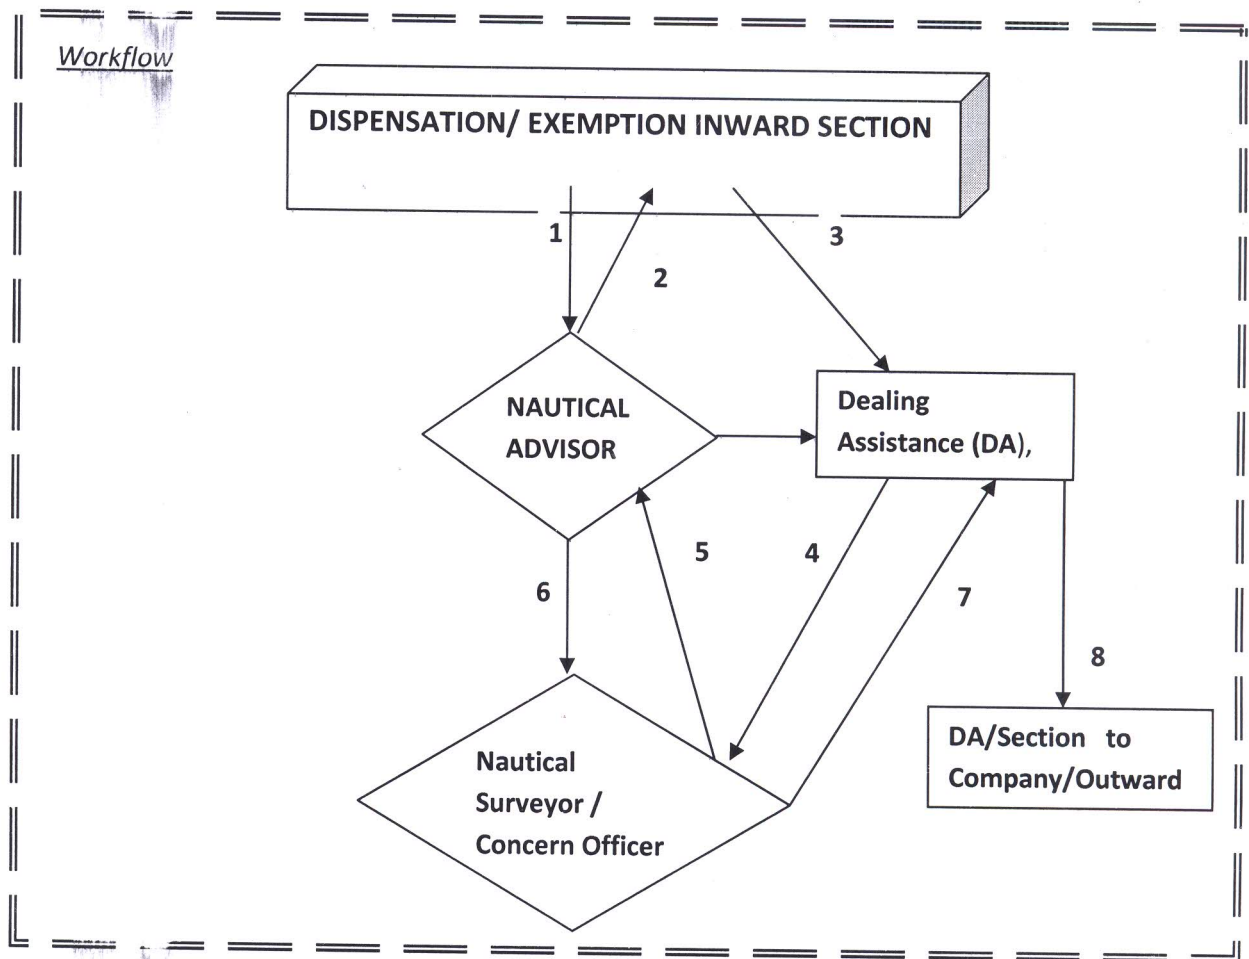 Workflow
DISPENSATION/ EXEMPTION INWARD SECTION
1
2
3
NAUTICAL
ADVISOR
Dealing
Assistance (DA),
5
4
6
7
8
Nautical
Surveyor /
Concern Officer
DA/Section to
Company/Outward